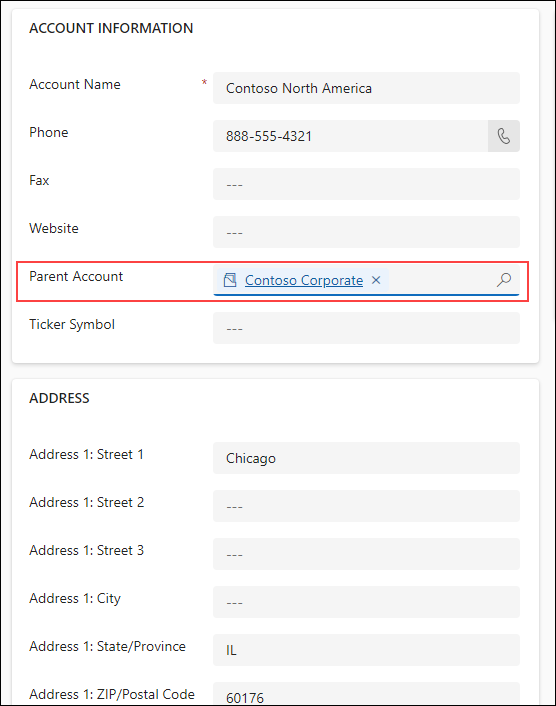 ACCOUNT INFORMATION
Account Name * Contoso North America
Phone 888-555-4321
Fax ---
Website ---
Parent Account Contoso Corporate
Ticker Symbol ---
ADDRESS
Address 1: Street 1 Chicago
Address 1: Street 2 ---
Address 1: Street 3 ---
Address 1: City ---
Address 1: State/Province IL
Address 1: ZIP/Postal Code 60176